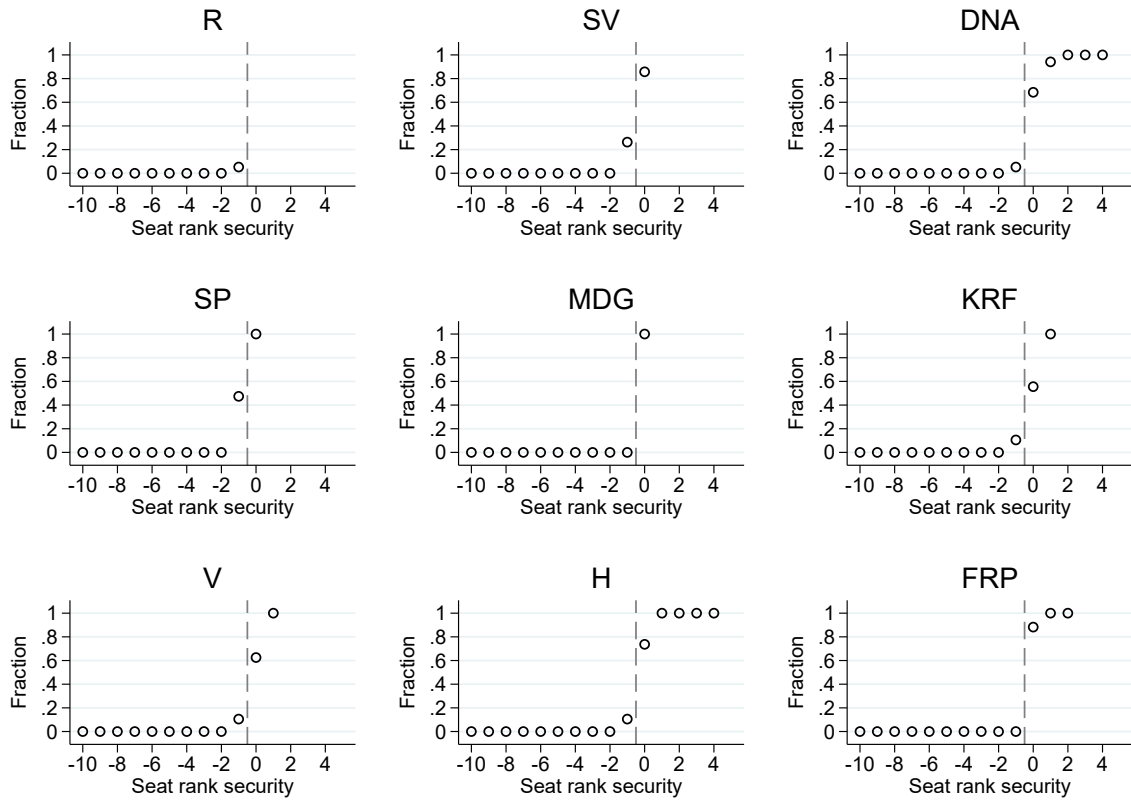 R SV DNA
Fraction Fraction Fraction
1 1 1
.8 .8 .8
.6 .6 .6
.4 .4 .4
.2 .2 .2
0 0 0
-10 -8 -6 -4 -2 0 2 4 -10 -8 -6 -4 -2 0 2 4 -10 -8 -6 -4 -2 0 2 4
Seat rank security Seat rank security Seat rank security
SP MDG KRF
Fraction Fraction Fraction
1 1 1
.8 .8 .8
.6 .6 .6
.4 .4 .4
.2 .2 .2
0 0 0
-10 -8 -6 -4 -2 0 2 4 -10 -8 -6 -4 -2 0 2 4 -10 -8 -6 -4 -2 0 2 4
Seat rank security Seat rank security Seat rank security
V H FRP
Fraction Fraction Fraction
1 1 1
.8 .8 .8
.6 .6 .6
.4 .4 .4
.2 .2 .2
0 0 0
-10 -8 -6 -4 -2 0 2 4 -10 -8 -6 -4 -2 0 2 4 -10 -8 -6 -4 -2 0 2 4
Seat rank security Seat rank security Seat rank security